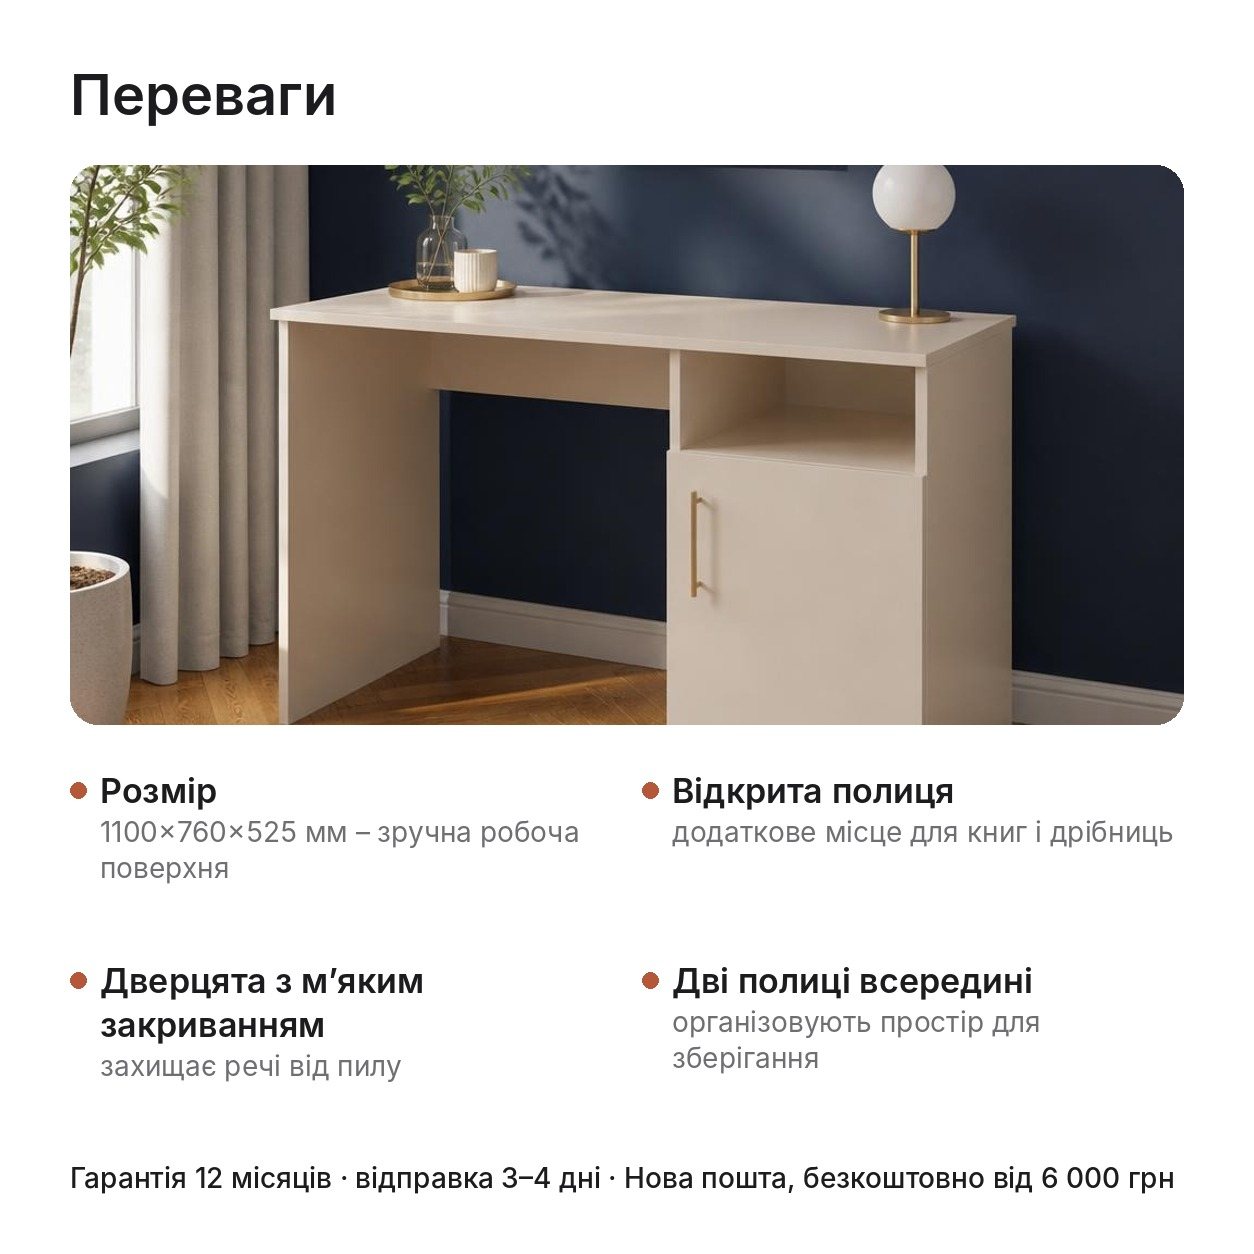 Переваги
Розмір
1100×760×525 мм – зручна робоча
поверхня
Відкрита полиця
додаткове місце для книг і дрібниць
Дверцята з м’яким
закриванням
захищає речі від пилу
Дві полиці всередині
організовують простір для
зберігання
Гарантія 12 місяців · відправка 3–4 дні · Нова пошта, безкоштовно від 6 000 грн